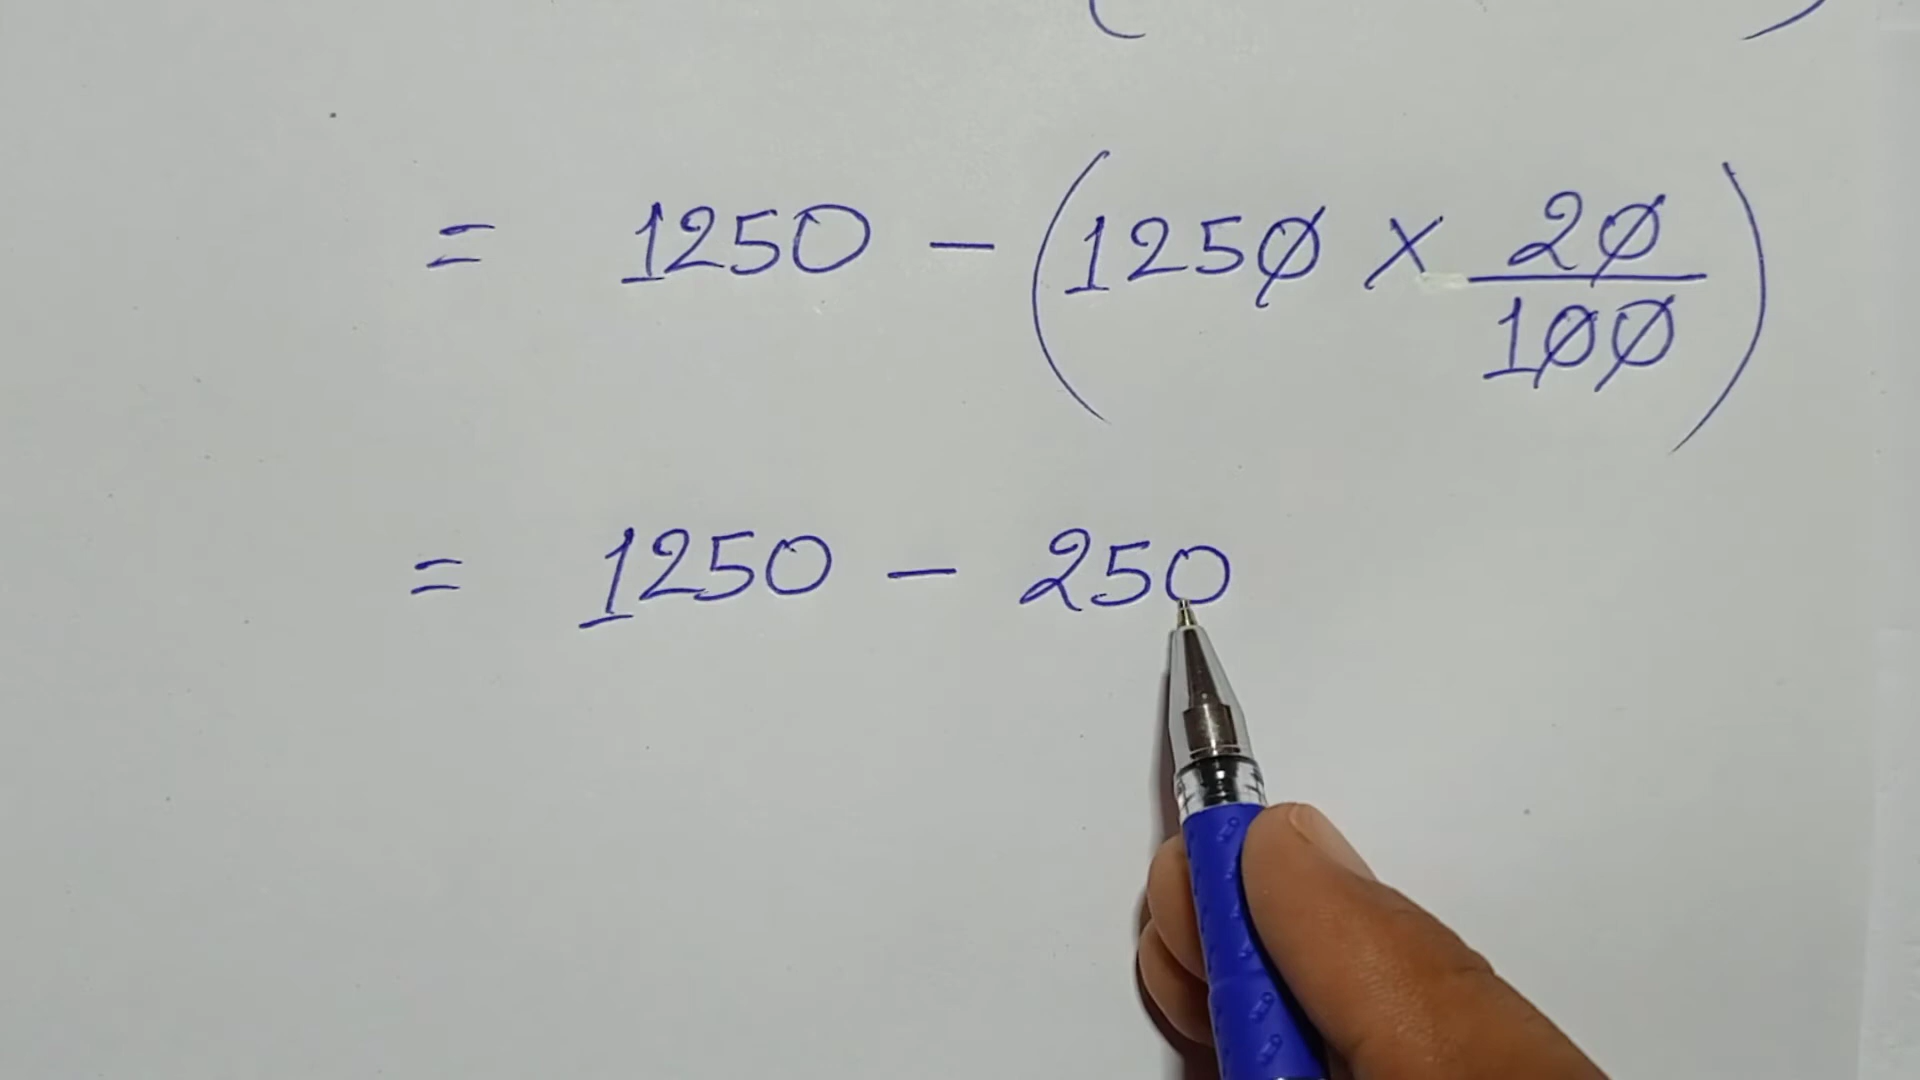 = 1250 - (1250 × 20/100)
= 1250 - 250